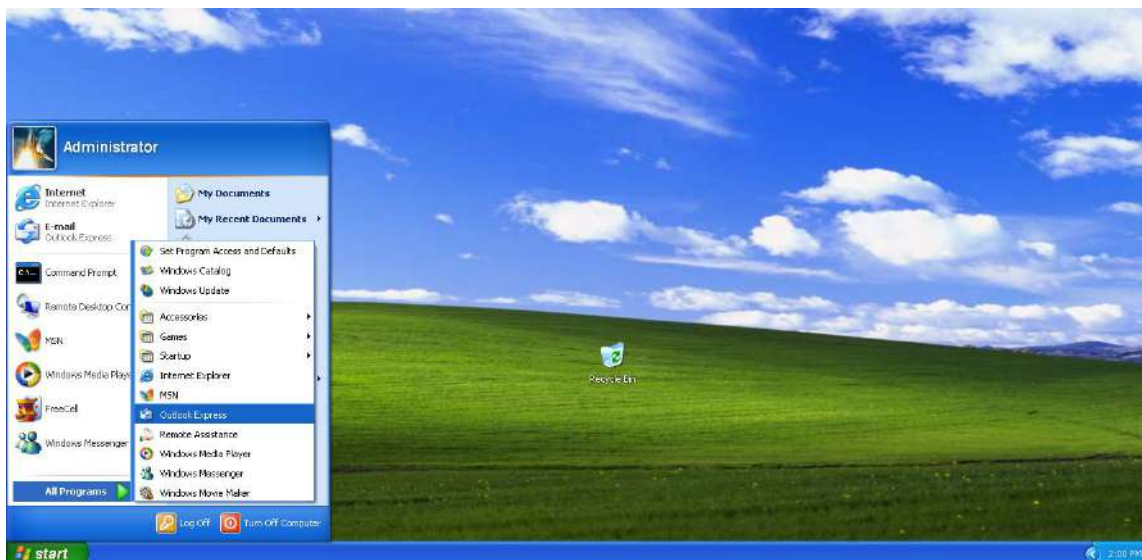 Administrator
Internet
Internet Explorer
E-mail
Outlook Express
Command Prompt
Remote Desktop Con
MSN
Windows Media Playe
FreeCell
Windows Messenger
All Programs
My Documents
My Recent Documents
Set Program Access and Defaults
Windows Catalog
Windows Update
Accessories
Games
Startup
Internet Explorer
MSN
Outlook Express
Remote Assistance
Windows Media Player
Windows Messenger
Windows Movie Maker
Log Off
Turn Off Computer
Recycle Bin
start
2:00 PM